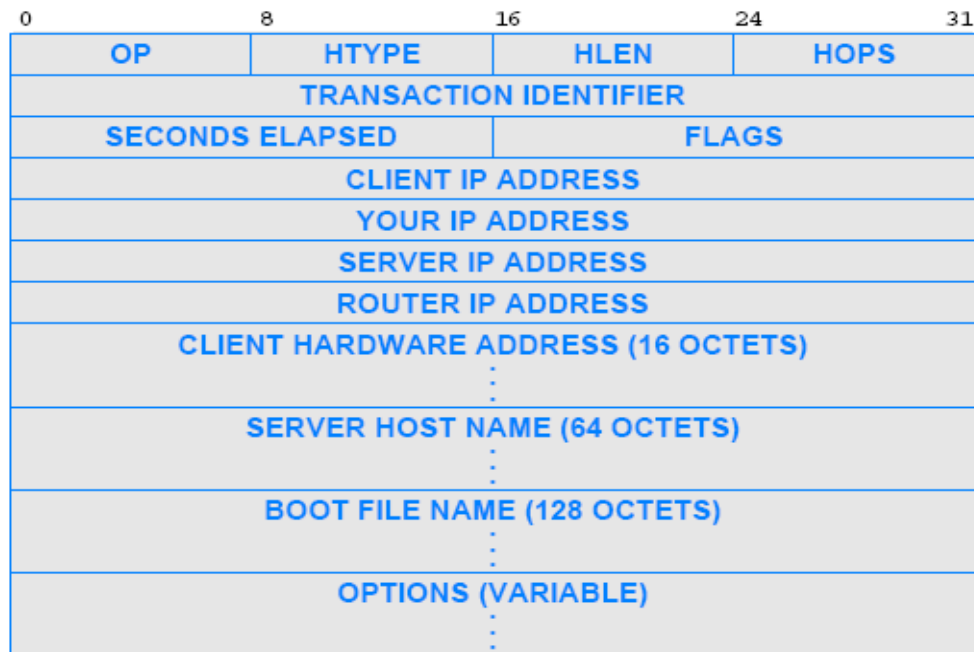 0 8 16 24 31
OP HTYPE HLEN HOPS
TRANSACTION IDENTIFIER
SECONDS ELAPSED FLAGS
CLIENT IP ADDRESS
YOUR IP ADDRESS
SERVER IP ADDRESS
ROUTER IP ADDRESS
CLIENT HARDWARE ADDRESS (16 OCTETS)
SERVER HOST NAME (64 OCTETS)
BOOT FILE NAME (128 OCTETS)
OPTIONS (VARIABLE)